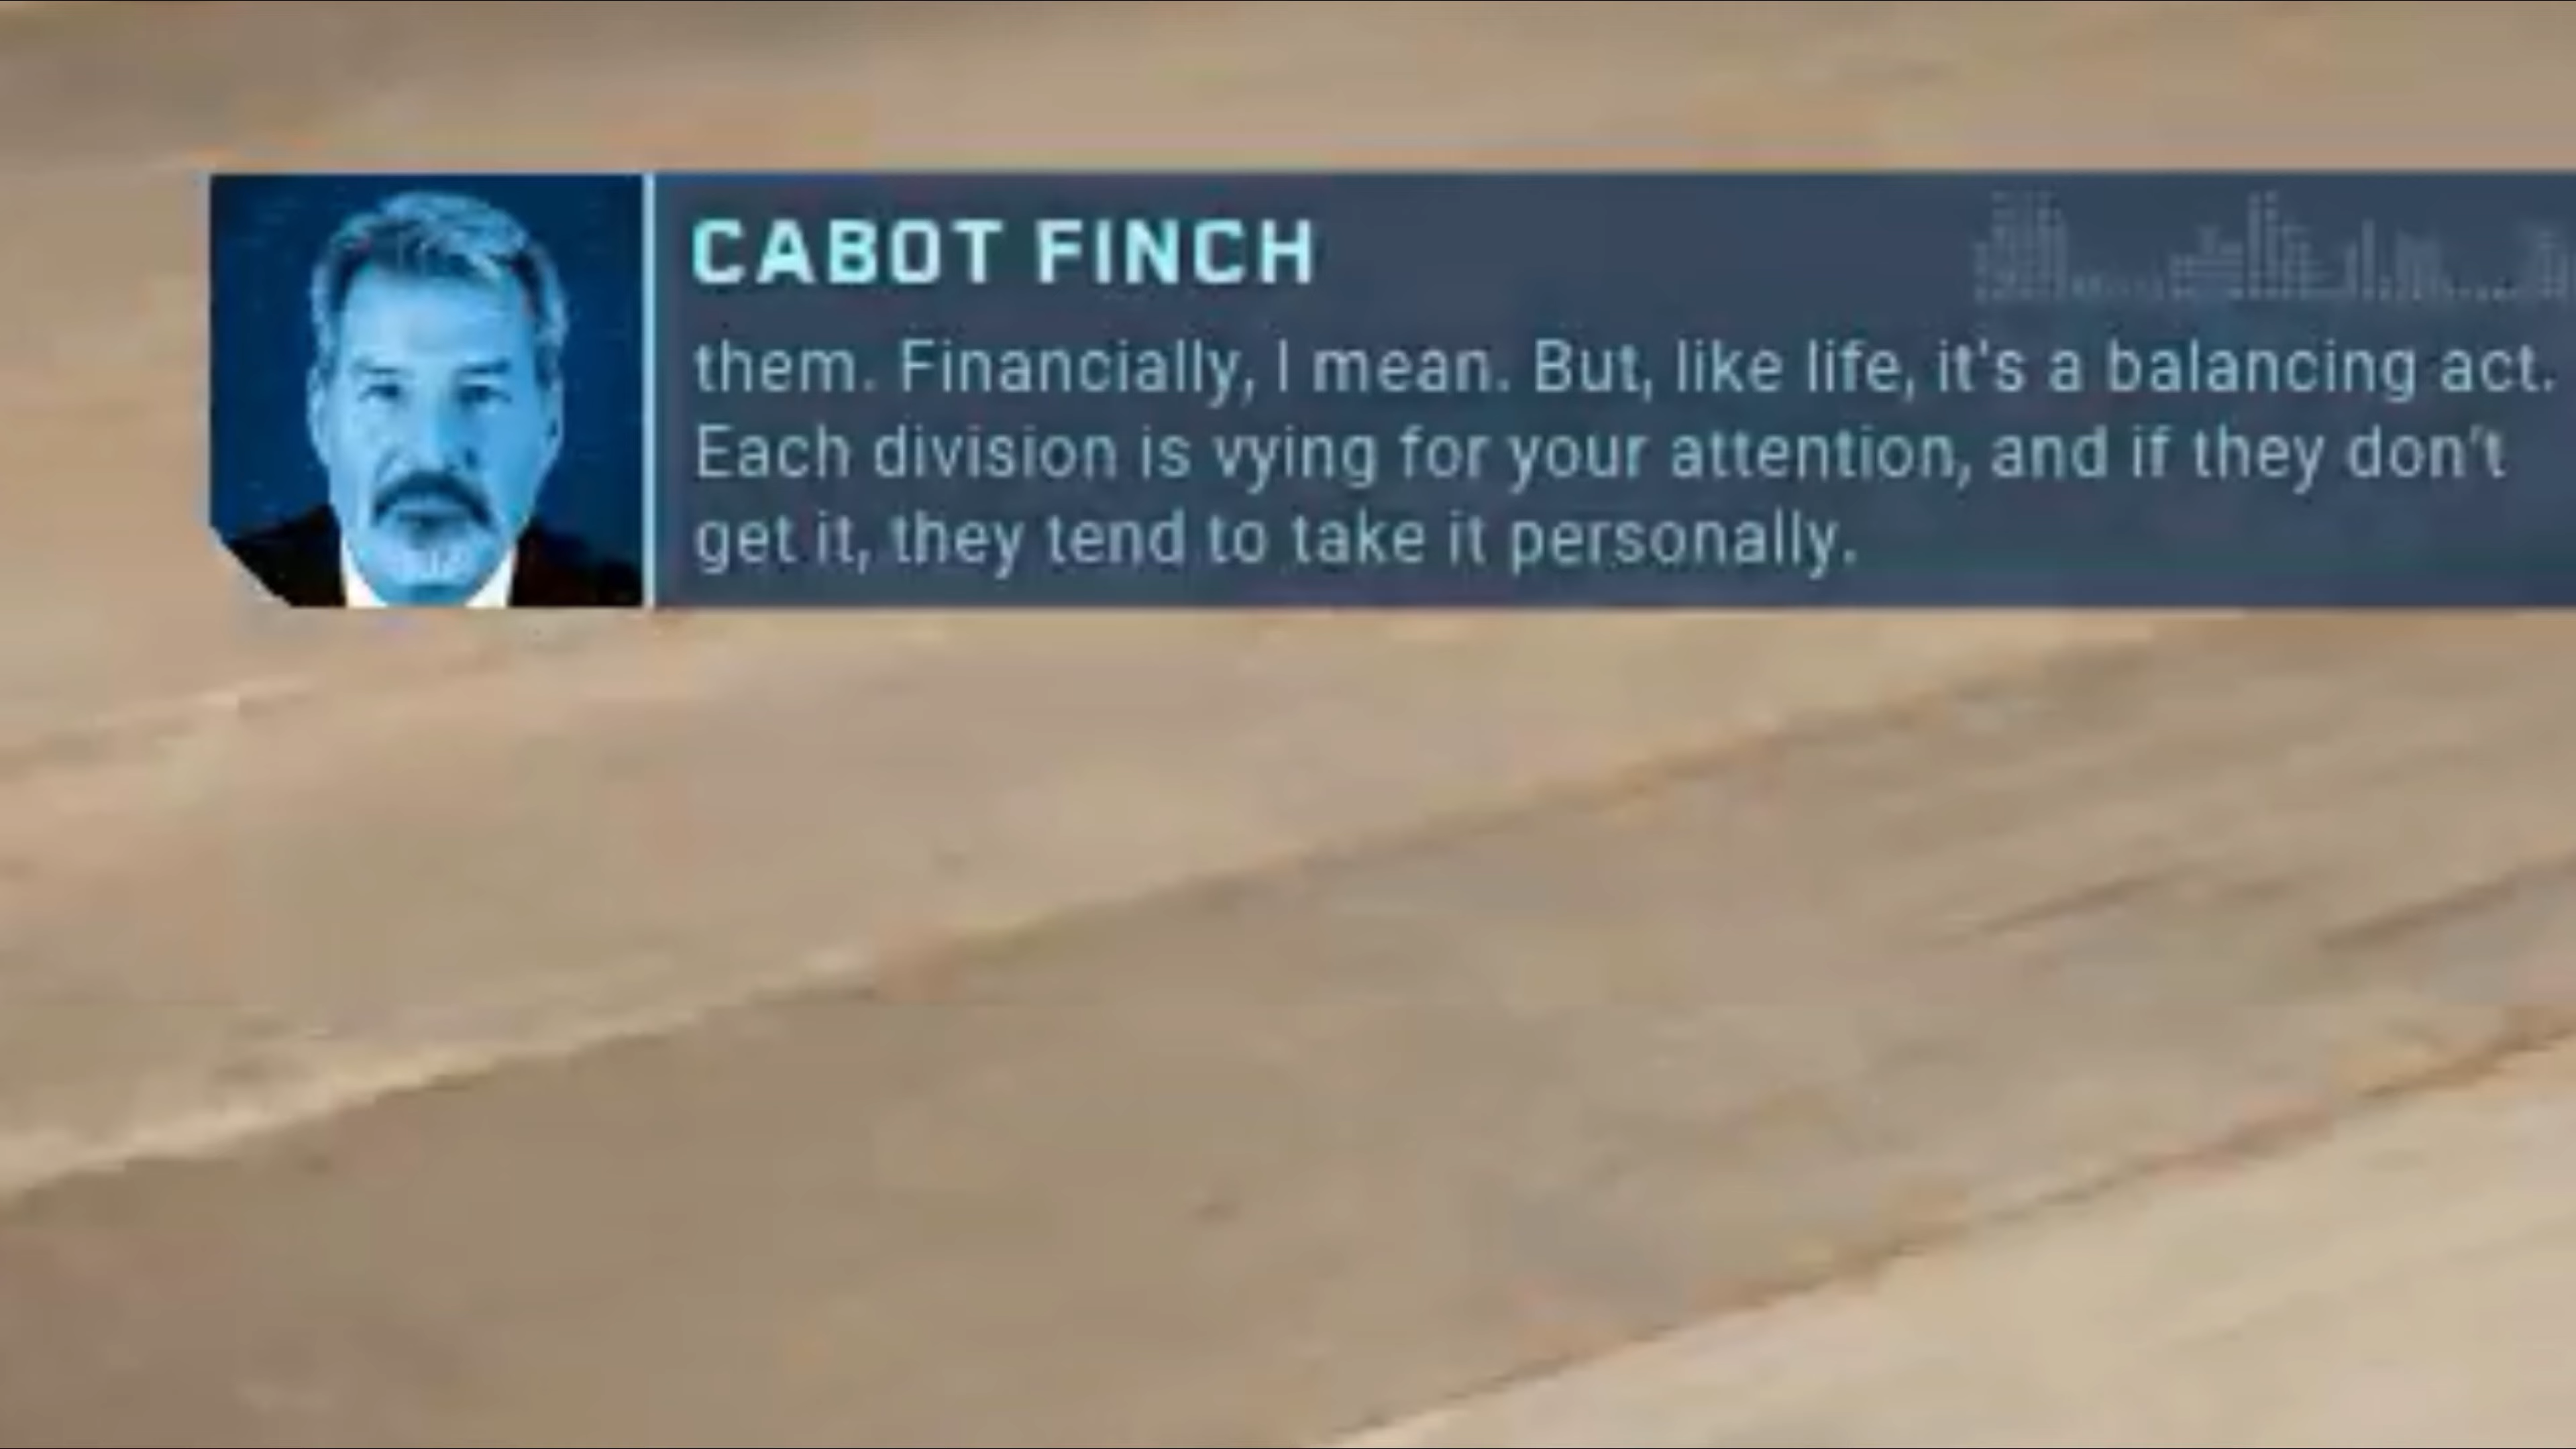 CABOT FINCH
them. Financially, I mean. But, like life, it's a balancing act.
Each division is vying for your attention, and if they don't
get it, they tend to take it personally.